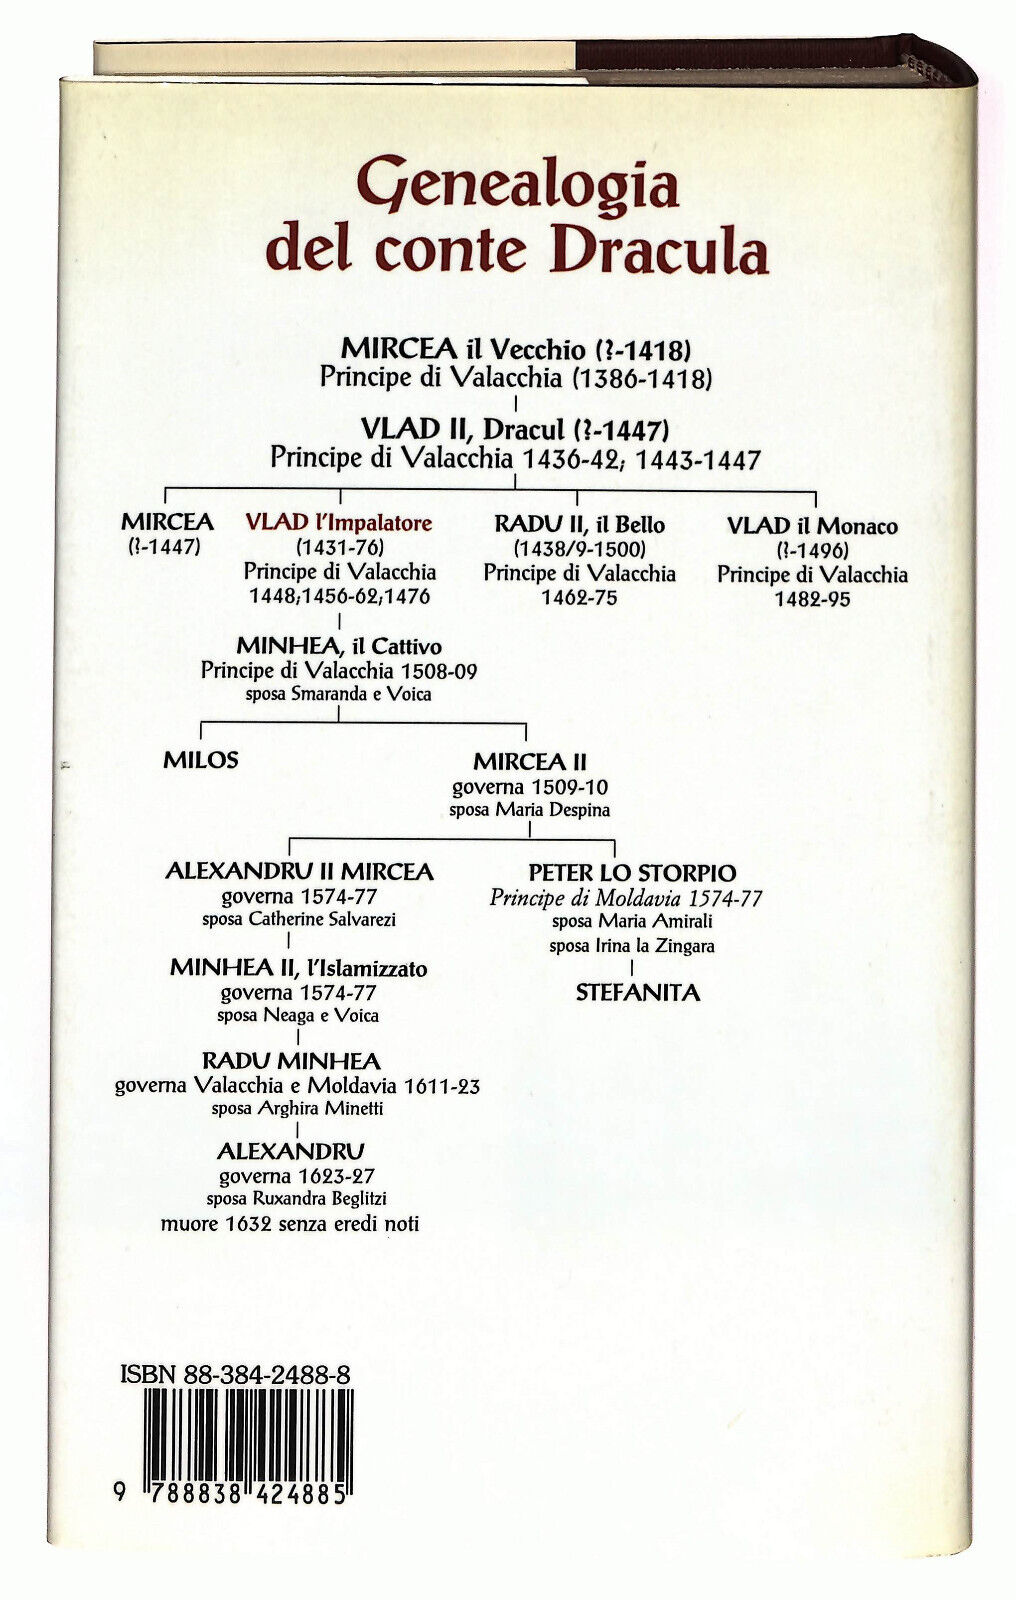 Genealogia
del conte Dracula
MIRCEA il Vecchio (?-1418)
Principe di Valacchia (1386-1418)
VLAD II, Dracul (?-1447)
Principe di Valacchia 1436-42; 1443-1447
MIRCEA
(?-1447)
VLAD l'Impalatore
(1431-76)
Principe di Valacchia
1448;1456-62;1476
RADU II, il Bello
(1438/9-1500)
Principe di Valacchia
1462-75
VLAD il Monaco
(?-1496)
Principe di Valacchia
1482-95
MINHEA, il Cattivo
Principe di Valacchia 1508-09
sposa Smaranda e Voica
MILOS
MIRCEA II
governa 1509-10
sposa Maria Despina
ALEXANDRU II MIRCEA
governa 1574-77
sposa Catherine Salvarezi
PETER LO STORPIO
Principe di Moldavia 1574-77
sposa Maria Amirali
sposa Irina la Zingara
MINHEA II, l'Islamizzato
governa 1574-77
sposa Neaga e Voica
STEFANITA
RADU MINHEA
governa Valacchia e Moldavia 1611-23
sposa Arghira Minetti
ALEXANDRU
governa 1623-27
sposa Ruxandra Beglitzi
muore 1632 senza eredi noti
ISBN 88-384-2488-8
9 788838 424885